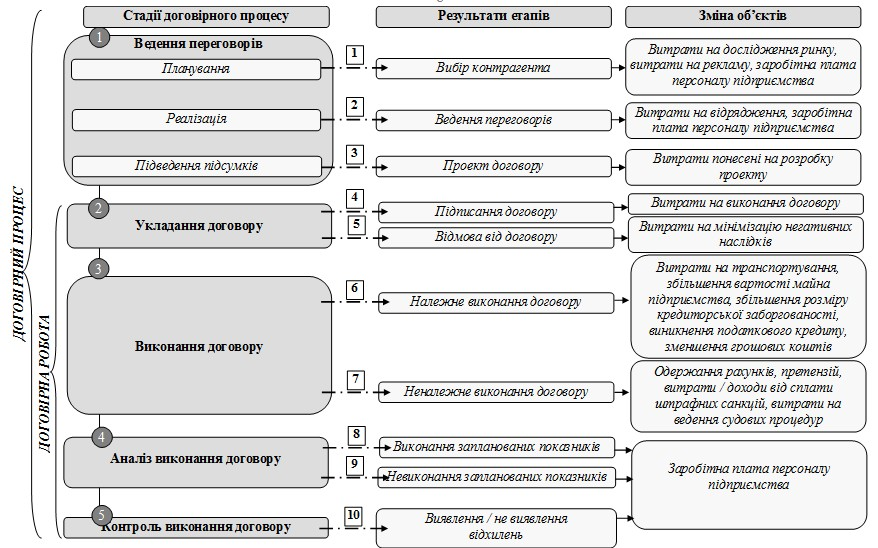 Стадії договірного процесу
Результати етапів
Зміна об’єктів
ДОГОВІРНИЙ ПРОЦЕС
ДОГОВІРНА РОБОТА
1
Ведення переговорів
Планування
1
Вибір контрагента
Витрати на дослідження ринку,
витрати на рекламу, заробітна плата
персоналу підприємства
Реалізація
2
Ведення переговорів
Витрати на відрядження, заробітна
плата персоналу підприємства
Підведення підсумків
3
Проект договору
Витрати понесені на розробку
проекту
2
Укладання договору
4
Підписання договору
Витрати на виконання договору
5
Відмова від договору
Витрати на мінімізацію негативних
наслідків
3
Виконання договору
6
Належне виконання договору
Витрати на транспортування,
збільшення вартості майна
підприємства, збільшення розміру
кредиторської заборгованості,
виникнення податкового кредиту,
зменшення грошових коштів
7
Неналежне виконання договору
Одержання рахунків, претензій,
витрати / доходи від сплати
штрафних санкцій, витрати на
ведення судових процедур
4
Аналіз виконання договору
8
Виконання запланованих показників
9
Невиконання запланованих показників
Заробітна плата персоналу
підприємства
5
Контроль виконання договору
10
Виявлення / не виявлення
відхилень